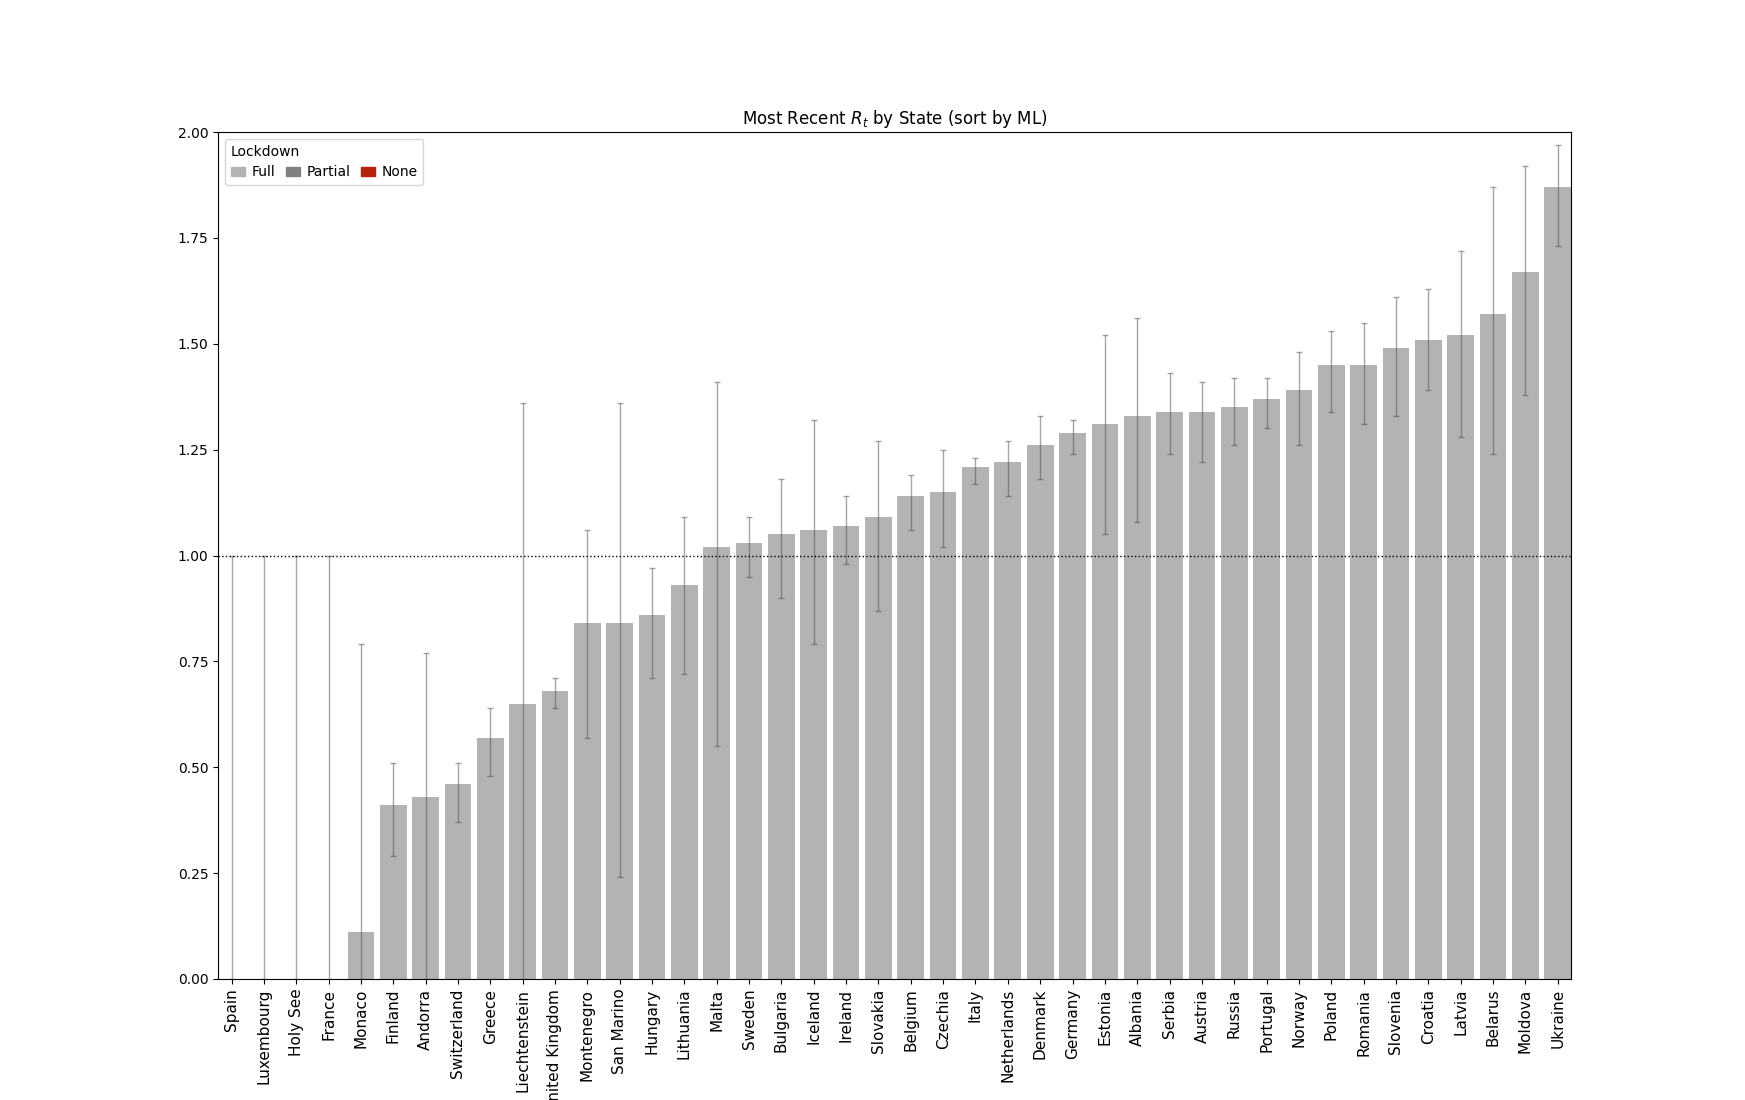 Most Recent Rt by State (sort by ML)
Lockdown
Full Partial None
2.00
1.75
1.50
1.25
1.00
0.75
0.50
0.25
0.00
Spain
Luxembourg
Holy See
France
Monaco
Finland
Andorra
Switzerland
Greece
Liechtenstein
nited Kingdom
Montenegro
San Marino
Hungary
Lithuania
Malta
Sweden
Bulgaria
Iceland
Ireland
Slovakia
Belgium
Czechia
Italy
Netherlands
Denmark
Germany
Estonia
Albania
Serbia
Austria
Russia
Portugal
Norway
Poland
Romania
Slovenia
Croatia
Latvia
Belarus
Moldova
Ukraine